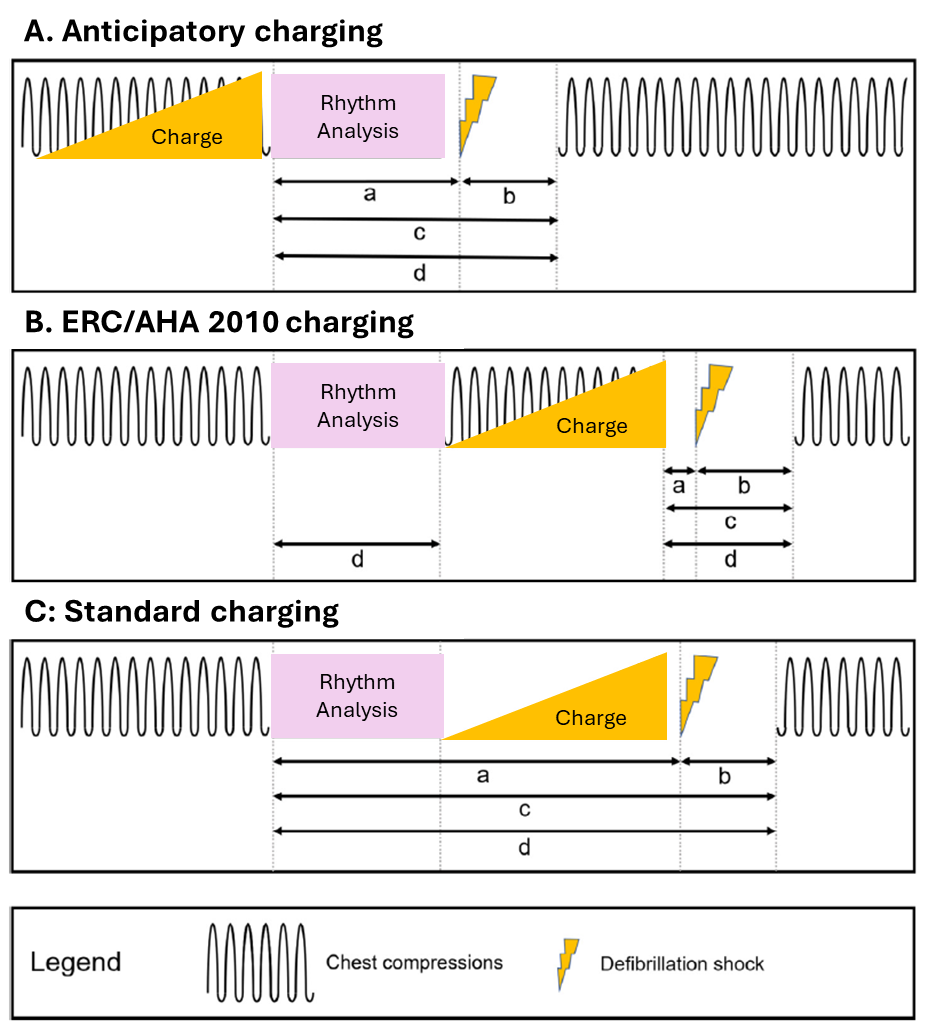 A. Anticipatory charging
Charge
Rhythm
Analysis
a
b
c
d
B. ERC/AHA 2010 charging
Rhythm
Analysis
Charge
a
b
c
d
d
C: Standard charging
Rhythm
Analysis
Charge
a
b
c
d
Legend
Chest compressions
Defibrillation shock